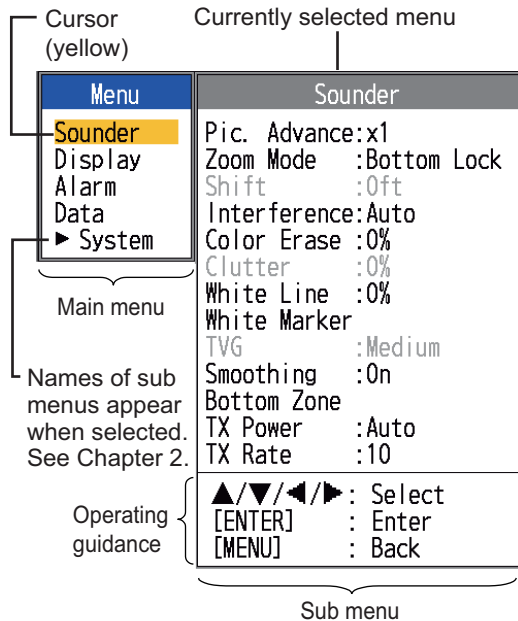 Cursor
(yellow)
Currently selected menu
Menu
Sounder
Display
Alarm
Data
► System
Main menu
Names of sub
menus appear
when selected.
See Chapter 2.
Operating
guidance
Sounder
Pic. Advance:x1
Zoom Mode :Bottom Lock
Shift :0ft
Interference:Auto
Color Erase :0%
Clutter :0%
White Line :0%
White Marker
TVG :Medium
Smoothing :On
Bottom Zone
TX Power :Auto
TX Rate :10
▲/▼/◀/▶: Select
[ENTER] : Enter
[MENU] : Back
Sub menu